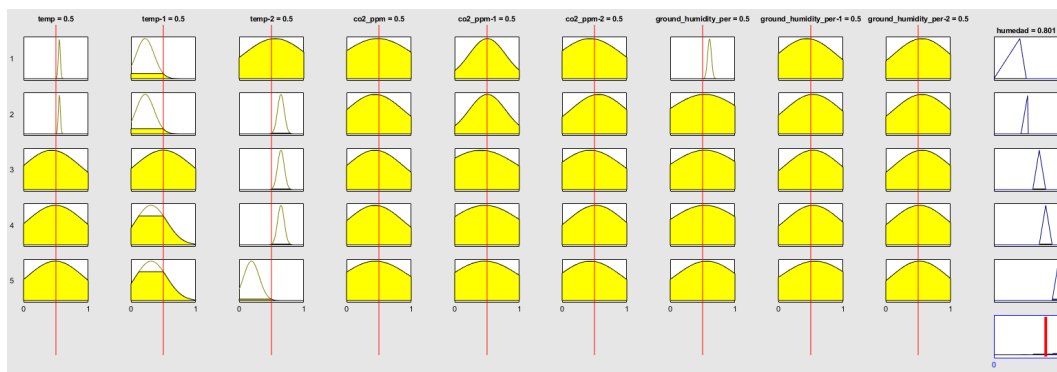 temp = 0.5 temp-1 = 0.5 temp-2 = 0.5 co2_ppm = 0.5 co2_ppm-1 = 0.5 co2_ppm-2 = 0.5 ground_humidity_per = 0.5 ground_humidity_per-1 = 0.5 ground_humidity_per-2 = 0.5
humedad = 0.801
1
2
3
4
5
0 1 0 1 0 1 0 1 0 1 0 1 0 1 0 1 0 1
0